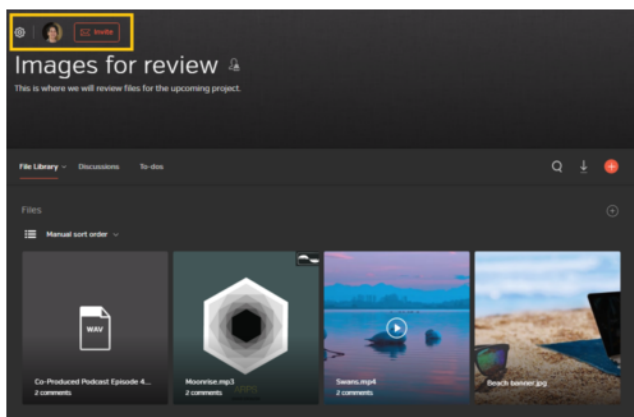 Invite
Images for review
This is where we will review files for the upcoming project.
File Library Discussions To-dos
Files
Manual sort order
WAV
Co-Produced Podcast Episode 4...
2 comments
Moonrise.mp3
2 comments
Swans.mp4
2 comments
Beach banner.jpg